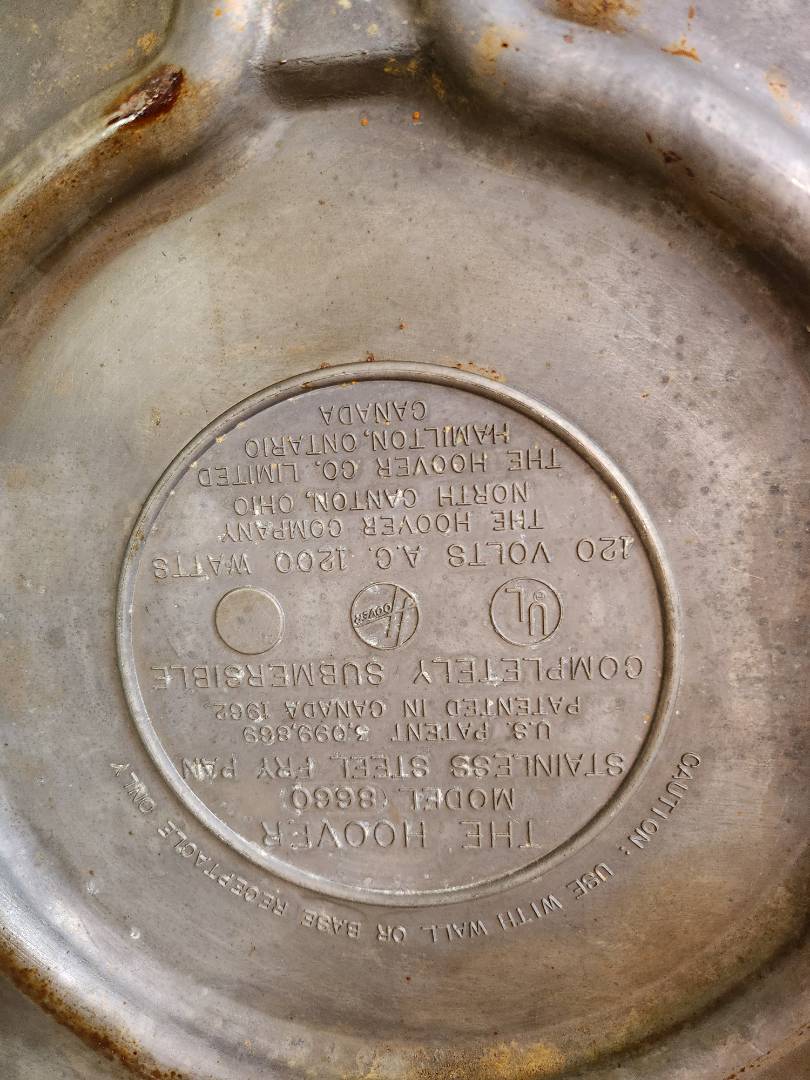 THE HOOVER
MODEL 8660
STAINLESS STEEL FRY PAN
U.S. PATENT 3,099,869
PATENTED IN CANADA 1962
COMPLETELY SUBMERSIBLE
UL
HOOVER
120 VOLTS A.C. 1200 WATTS
THE HOOVER COMPANY
NORTH CANTON, OHIO
THE HOOVER CO. LIMITED
HAMILTON, ONTARIO
CANADA
CAUTION: USE WITH WALL OR BASE RECEPTACLE ONLY